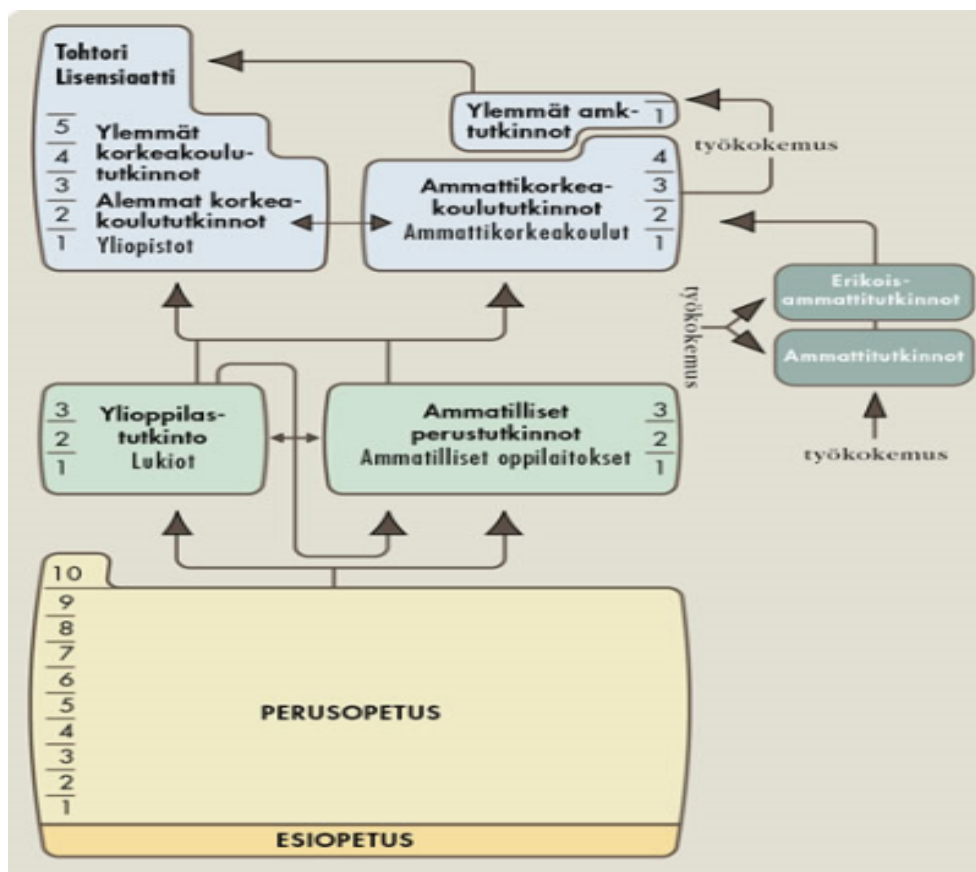 Tohtori
Lisensiaatti
5
4
3
2
1
Ylemmät
korkeakoulu-
tutkinnot
Alemmat korkea-
koulututkinnot
Yliopistot
Ylemmät amk-
tutkinnot
1
työkokemus
Ammattikorkea-
koulututkinnot
Ammattikorkeakoulut
4
3
2
1
Erikois-
ammattitutkinnot
Ammattitutkinnot
työkokemus
työkokemus
3
2
1
Ylioppilas-
tutkinto
Lukiot
Ammatilliset
perustutkinnot
Ammatilliset oppilaitokset
3
2
1
10
9
8
7
6
5
4
3
2
1
PERUSOPETUS
ESIOPETUS